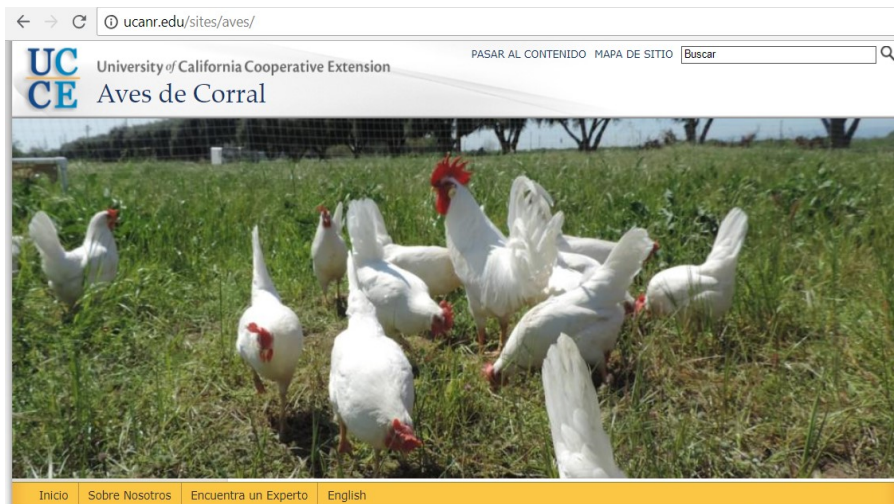 ucanr.edu/sites/aves/
PASAR AL CONTENIDO MAPA DE SITIO Buscar
UC
CE
University of California Cooperative Extension
Aves de Corral
Inicio Sobre Nosotros Encuentra un Experto English